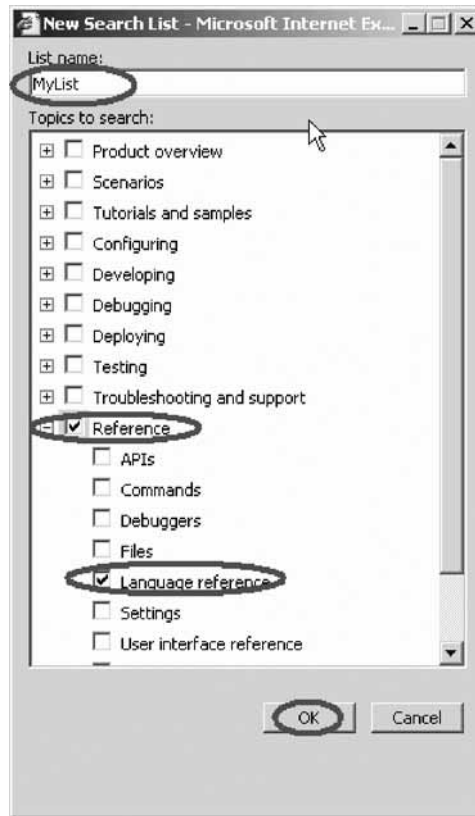 New Search List - Microsoft Internet Ex...
List name:
MyList
Topics to search:
Product overview
Scenarios
Tutorials and samples
Configuring
Developing
Debugging
Deploying
Testing
Troubleshooting and support
Reference
APIs
Commands
Debuggers
Files
Language reference
Settings
User interface reference
OK
Cancel